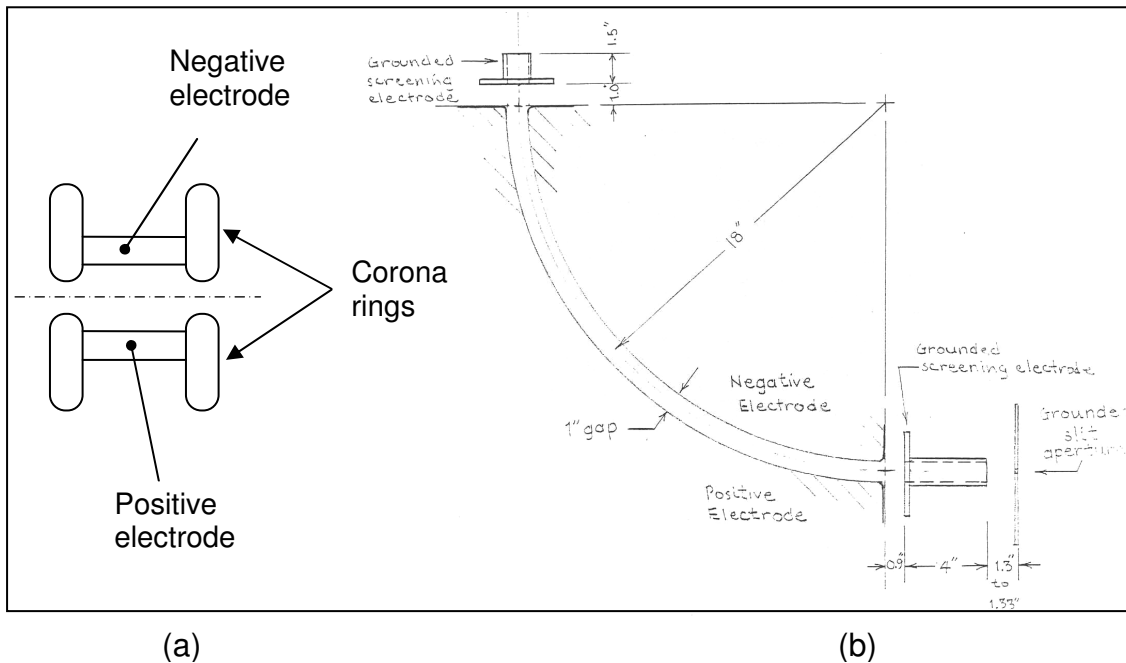 Negative
electrode
Corona
rings
Positive
electrode
Grounded
screening
electrode
1.5"
1.0"
18"
1" gap
Negative
Electrode
Positive
Electrode
Grounded
screening electrode
Grounde
slit
aperture
0.9"
4"
1.3"
to
1.33"
(a)
(b)